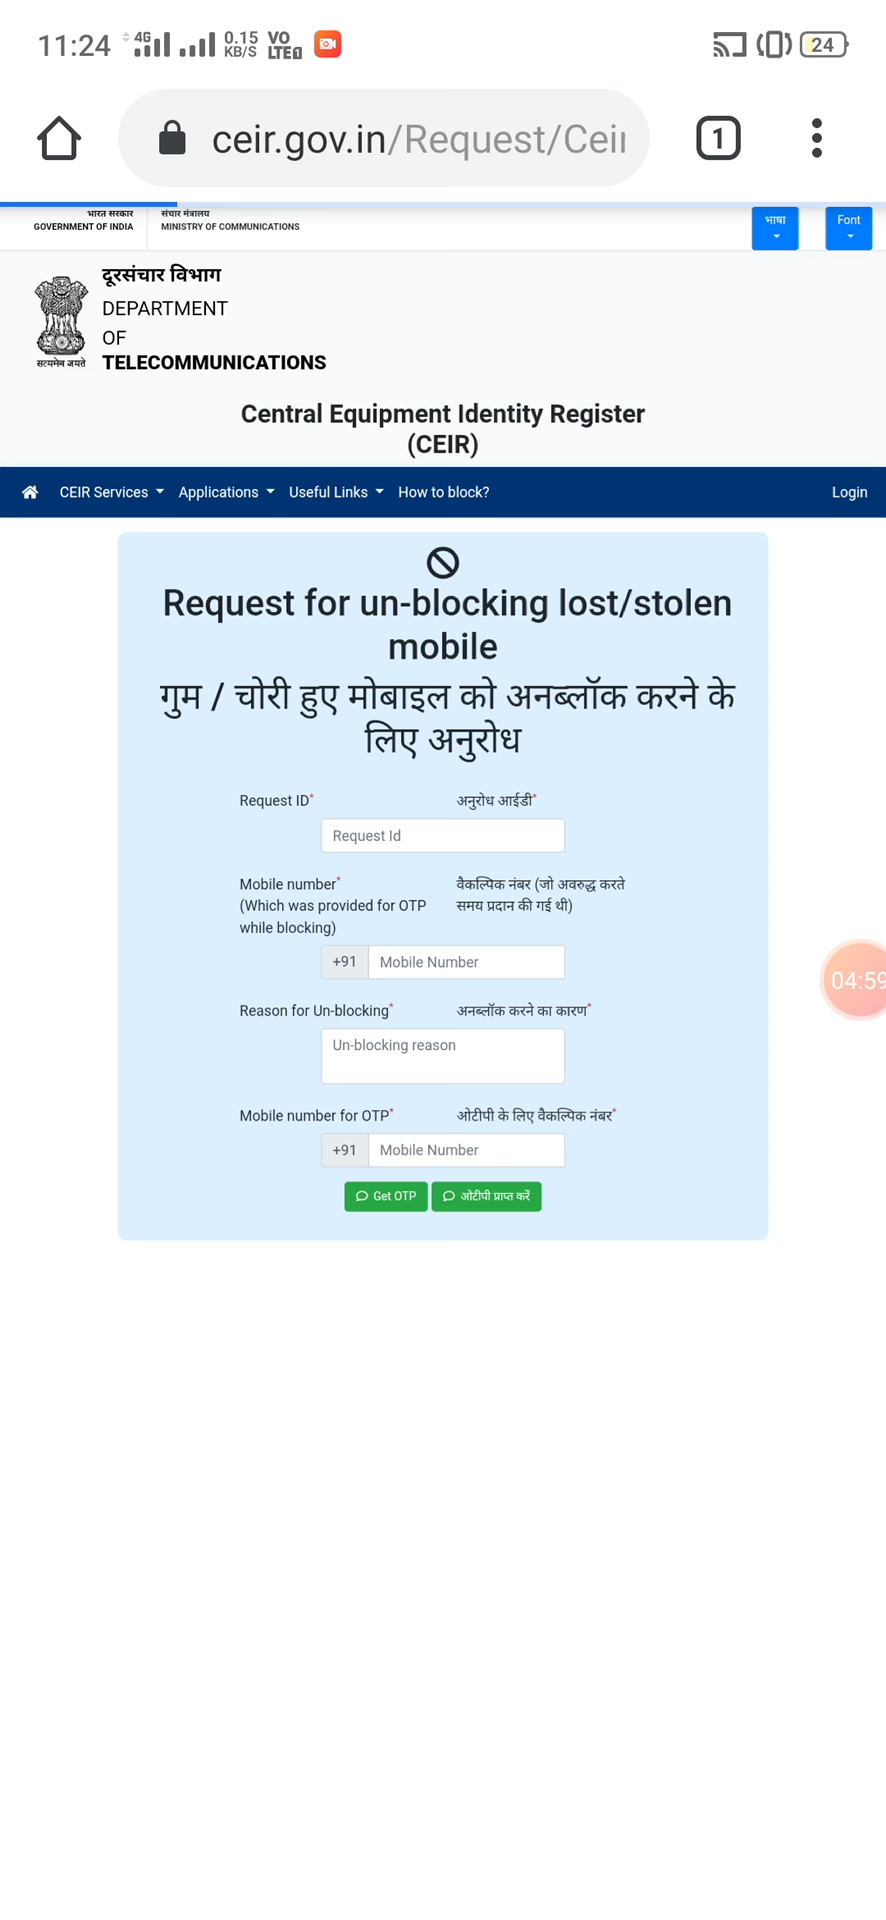 11:24 4G 0.15 KB/S VO LTE1 24
ceir.gov.in/Request/Ceir
1
भारत सरकार
GOVERNMENT OF INDIA
संचार मंत्रालय
MINISTRY OF COMMUNICATIONS
भाषा
Font
दूरसंचार विभाग
DEPARTMENT
OF
TELECOMMUNICATIONS
सत्यमेव जयते
Central Equipment Identity Register
(CEIR)
CEIR Services Applications Useful Links How to block? Login
Request for un-blocking lost/stolen
mobile
गुम / चोरी हुए मोबाइल को अनब्लॉक करने के
लिए अनुरोध
Request ID* अनुरोध आईडी*
Request Id
Mobile number*
(Which was provided for OTP
while blocking)
वैकल्पिक नंबर (जो अवरुद्ध करते
समय प्रदान की गई थी)
+91 Mobile Number
04:59
Reason for Un-blocking* अनब्लॉक करने का कारण*
Un-blocking reason
Mobile number for OTP* ओटीपी के लिए वैकल्पिक नंबर*
+91 Mobile Number
Get OTP ओटीपी प्राप्त करें